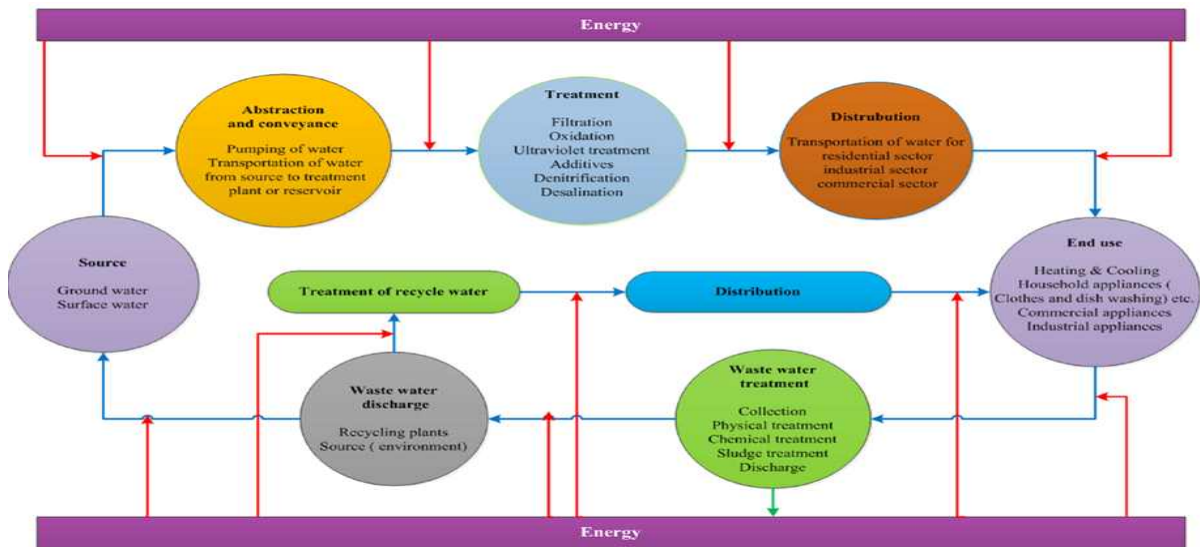 Energy
Abstraction
and conveyance
Pumping of water
Transportation of water
from source to treatment
plant or reservoir
Treatment
Filtration
Oxidation
Ultraviolet treatment
Additives
Denitrification
Desalination
Distrubution
Transportation of water for
residential sector
industrial sector
commercial sector
Source
Ground water
Surface water
Treatment of recycle water
Distribution
End use
Heating & Cooling
Household appliances (
Clothes and dish washing) etc.
Commercial appliances
Industrial appliances
Waste water
discharge
Recycling plants
Source ( environment)
Waste water
treatment
Collection
Physical treatment
Chemical treatment
Sludge treatment
Discharge
Energy